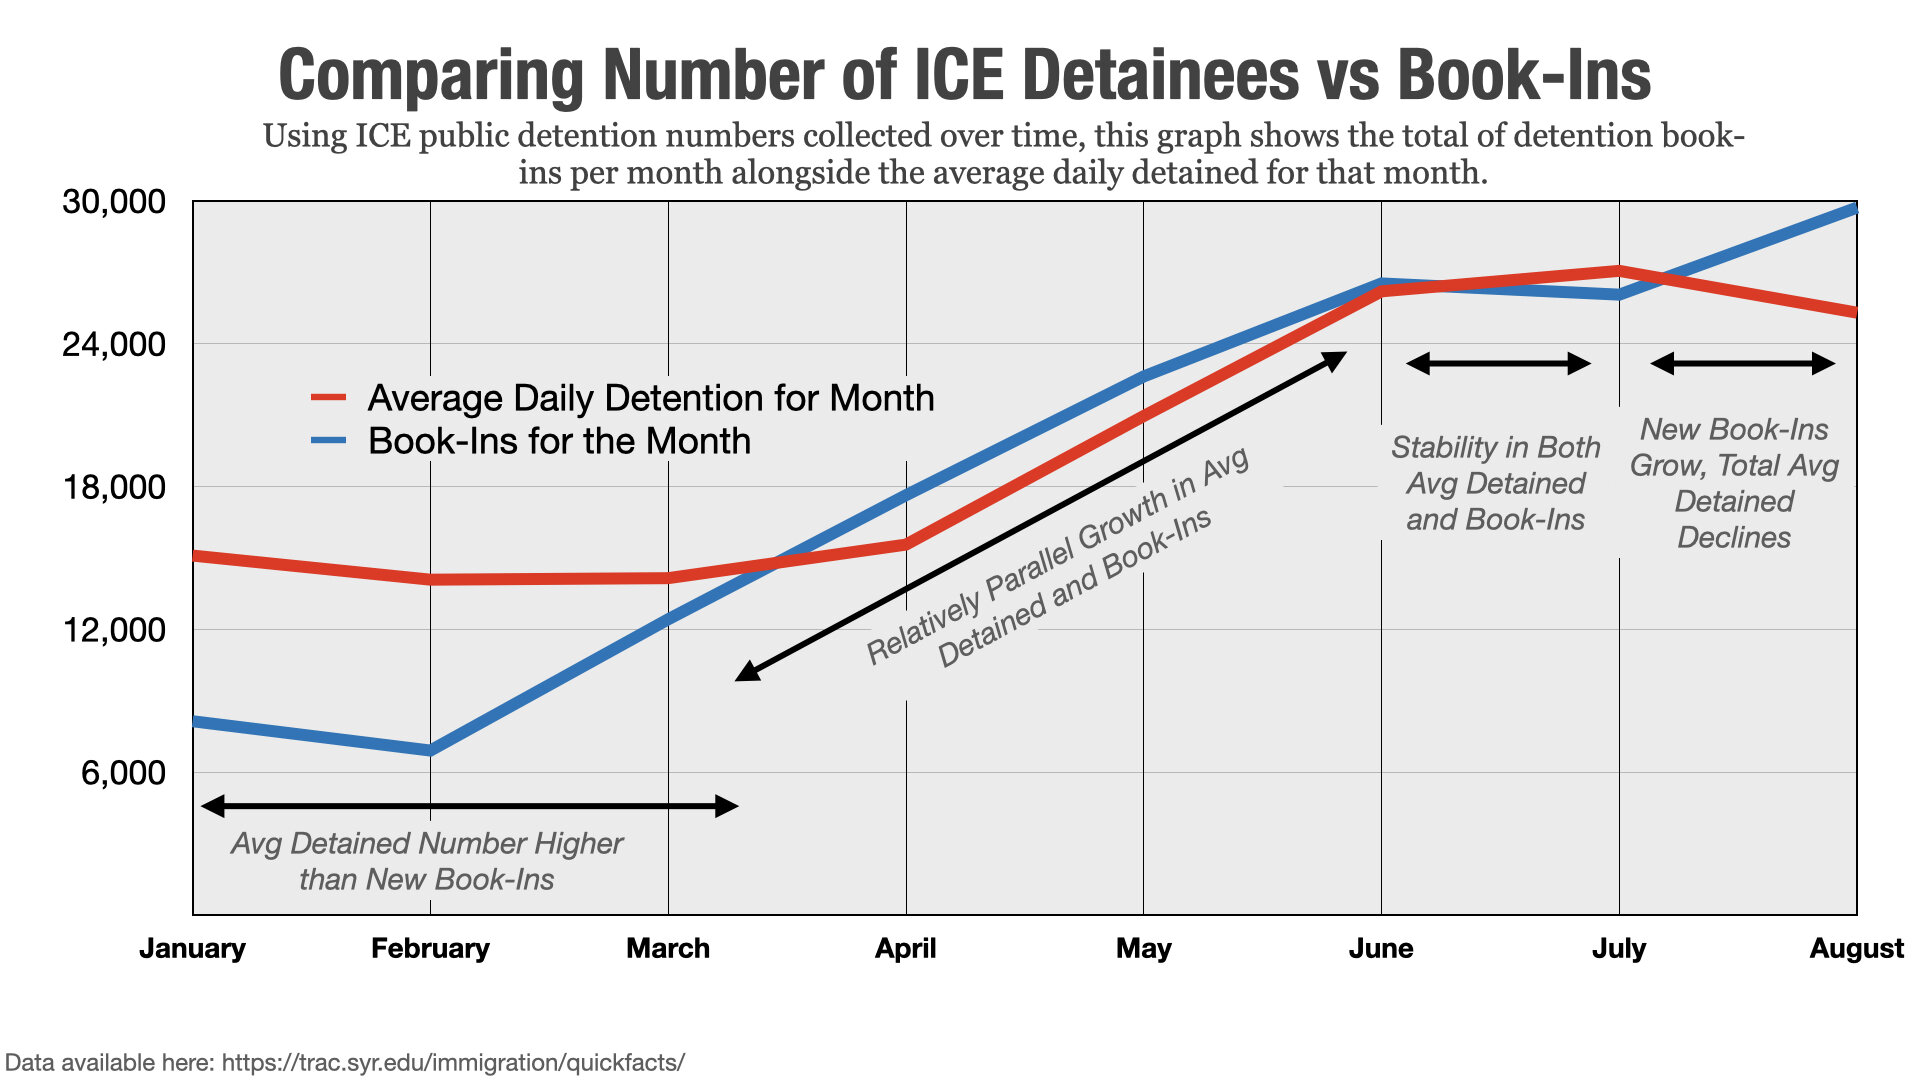 Comparing Number of ICE Detainees vs Book-Ins
Using ICE public detention numbers collected over time, this graph shows the total of detention book-
ins per month alongside the average daily detained for that month.
30,000
24,000
18,000
12,000
6,000
Average Daily Detention for Month
Book-Ins for the Month
Relatively Parallel Growth in Avg
Detained and Book-Ins
Stability in Both
Avg Detained
and Book-Ins
New Book-Ins
Grow, Total Avg
Detained
Declines
Avg Detained Number Higher
than New Book-Ins
January February March April May June July August
Data available here: https://trac.syr.edu/immigration/quickfacts/